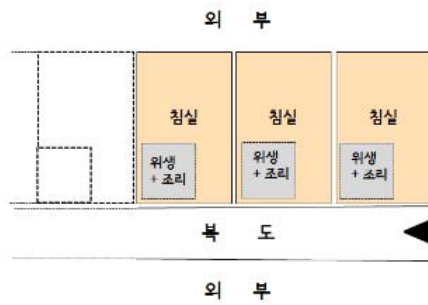 외 부
침실 침실 침실
위생 위생 위생
+ 조리 + 조리 + 조리
복 도
외 부